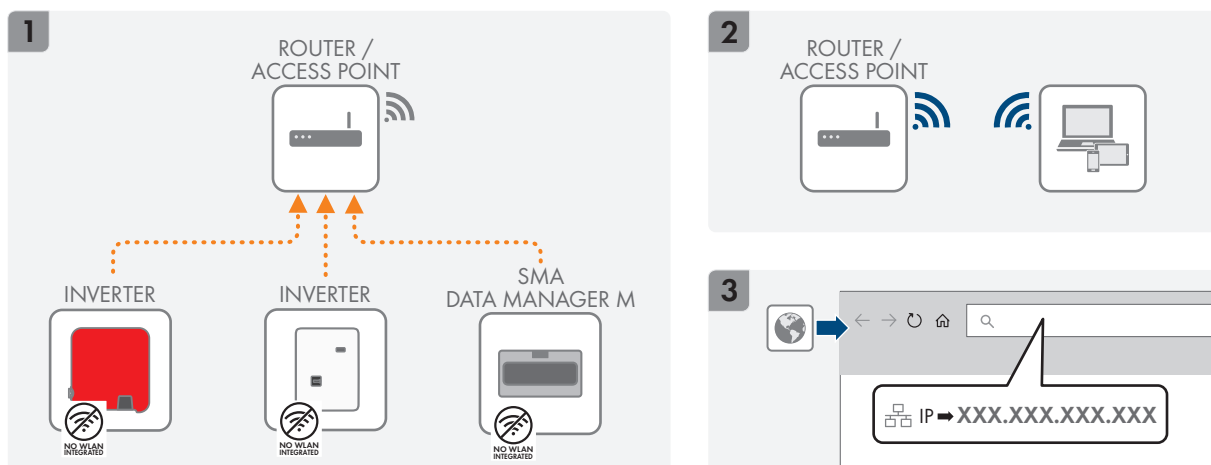 1
ROUTER /
ACCESS POINT
INVERTER
INVERTER
SMA
DATA MANAGER M
NO WLAN
INTEGRATED
NO WLAN
INTEGRATED
NO WLAN
INTEGRATED
2
ROUTER /
ACCESS POINT
3
IP➡XXX.XXX.XXX.XXX